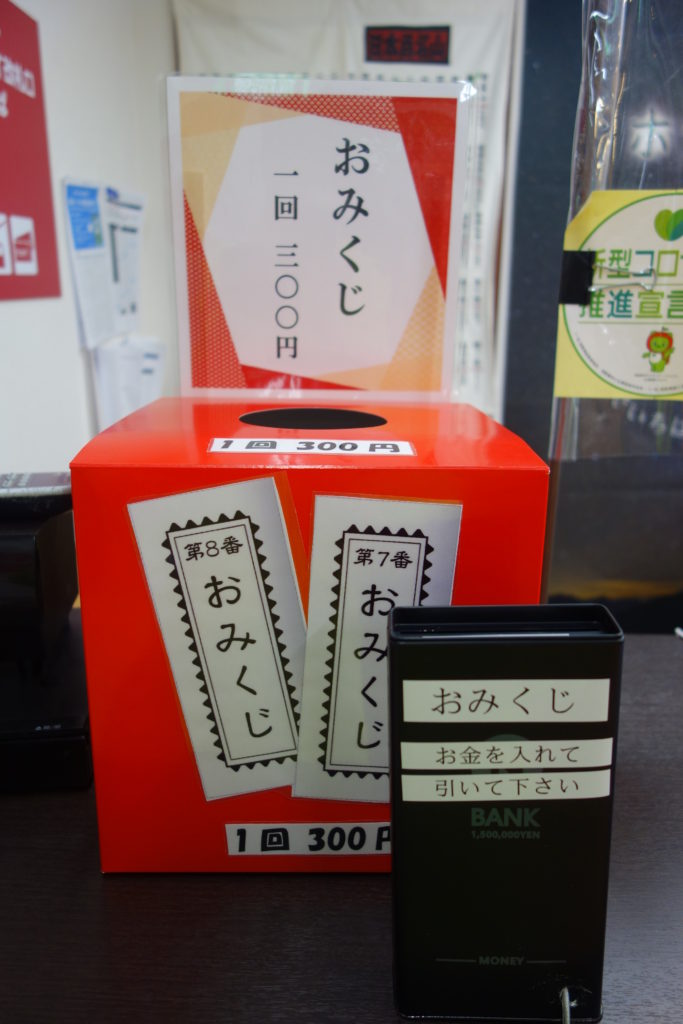 おみくじ
一回 三〇〇円
1回 300円
第8番
おみくじ
第7番
おみくじ
1回 300円
おみくじ
お金を入れて
引いて下さい
BANK
1,500,000YEN
MONEY
新型コロ
推進宣言